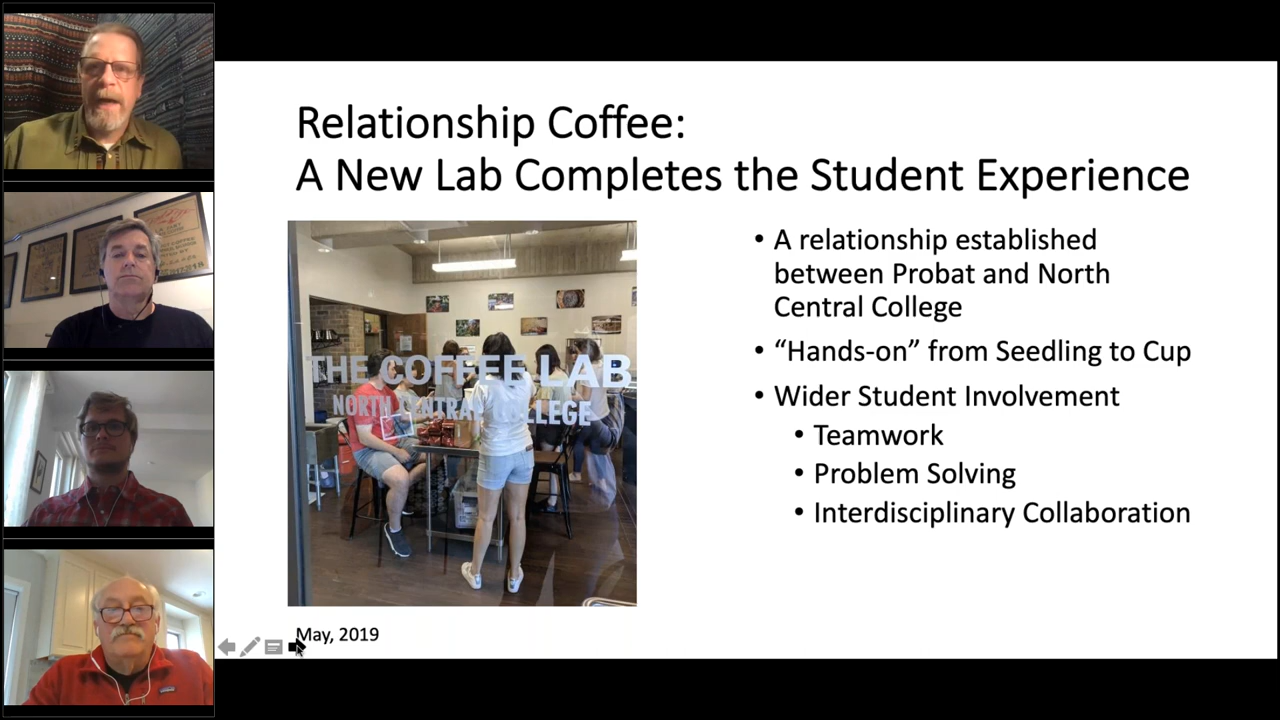 Relationship Coffee:
A New Lab Completes the Student Experience
THE COFFEE LAB
NORTH CENTRAL COLLEGE
• A relationship established
between Probat and North
Central College
• “Hands-on” from Seedling to Cup
• Wider Student Involvement
• Teamwork
• Problem Solving
• Interdisciplinary Collaboration
May, 2019